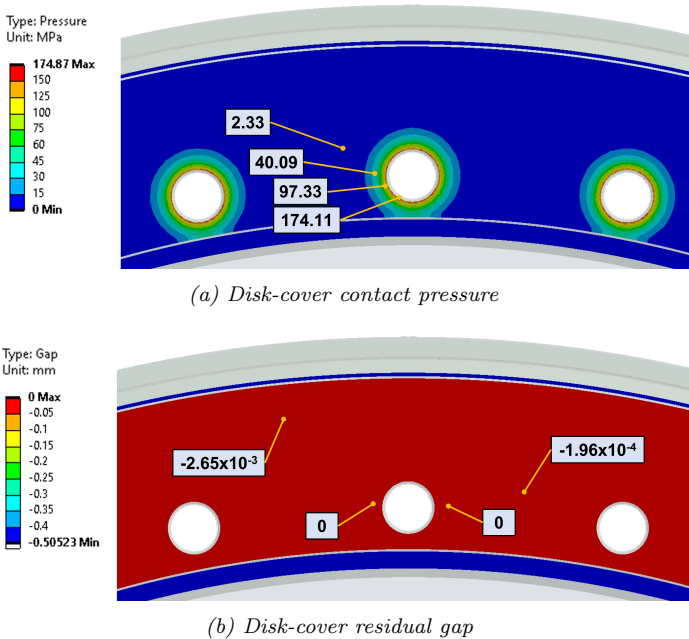 Type: Pressure
Unit: MPa
174.87 Max
150
125
100
75
60
45
30
15
0 Min
2.33
40.09
97.33
174.11
(a) Disk-cover contact pressure
Type: Gap
Unit: mm
0 Max
-0.05
-0.1
-0.15
-0.2
-0.25
-0.3
-0.35
-0.4
-0.50523 Min
-2.65x10⁻³
-1.96x10⁻⁴
0
0
(b) Disk-cover residual gap